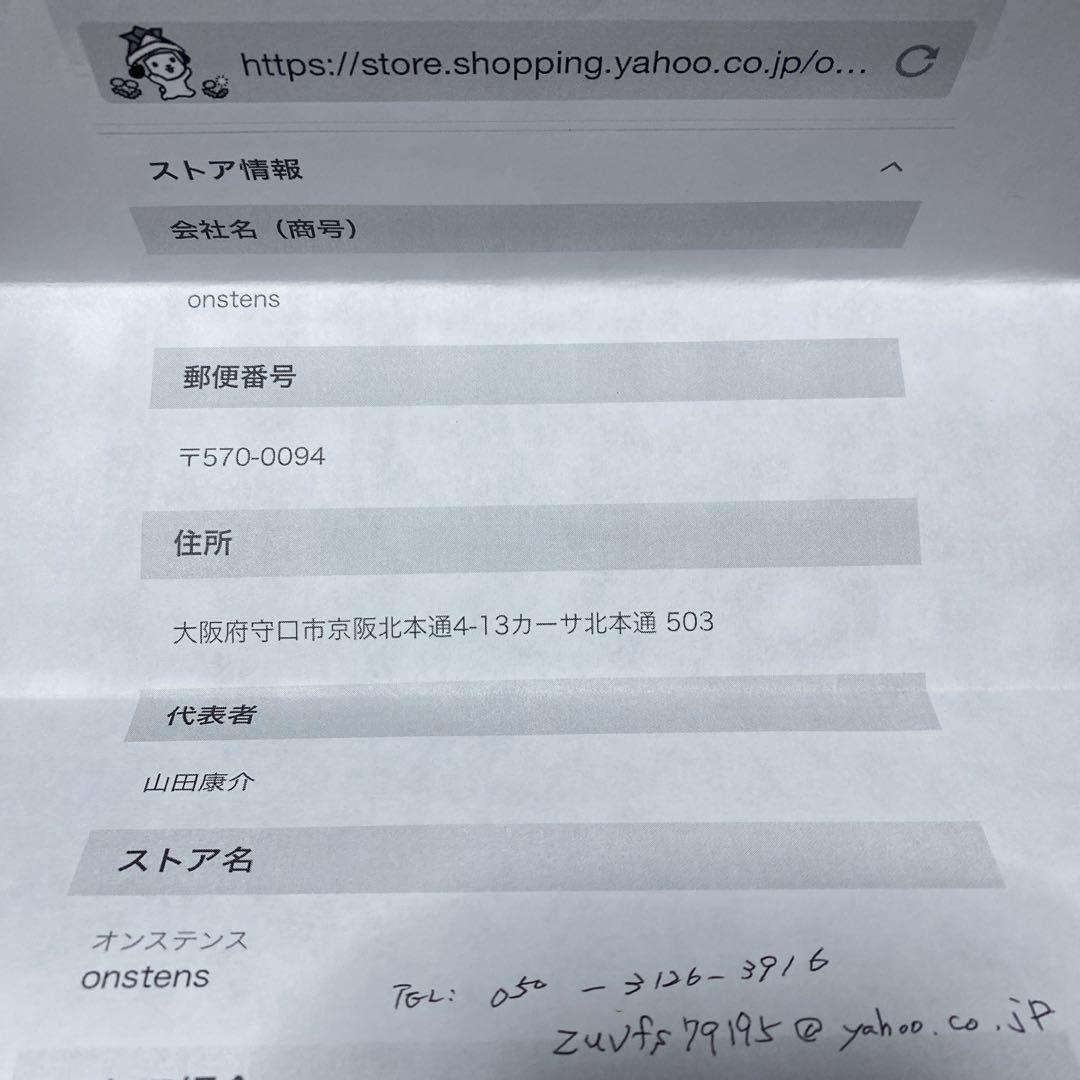 https://store.shopping.yahoo.co.jp/o...
ストア情報
会社名（商号）
onstens
郵便番号
〒570-0094
住所
大阪府守口市京阪北本通4-13カーサ北本通 503
代表者
山田康介
ストア名
オンステンス
onstens
TEL: 050-3126-3916
zuvfs79195@yahoo.co.jp